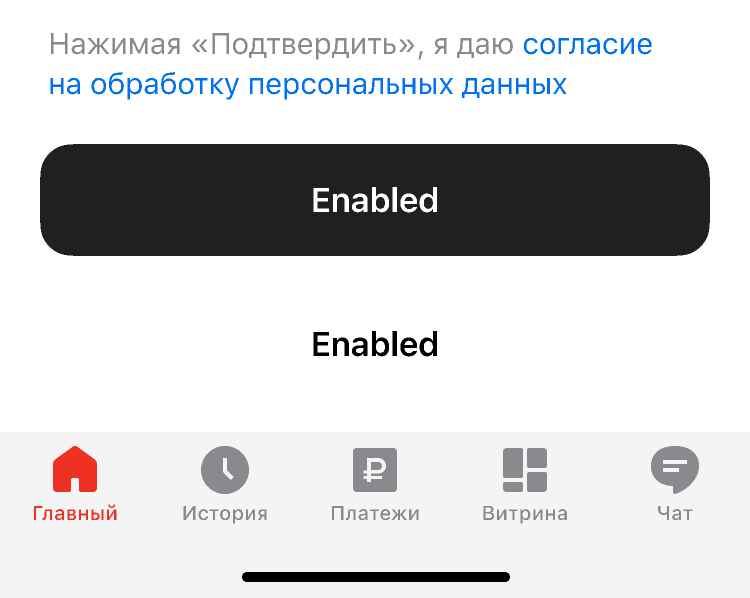 Нажимая «Подтвердить», я даю согласие
на обработку персональных данных
Enabled
Enabled
Главный История Платежи Витрина Чат